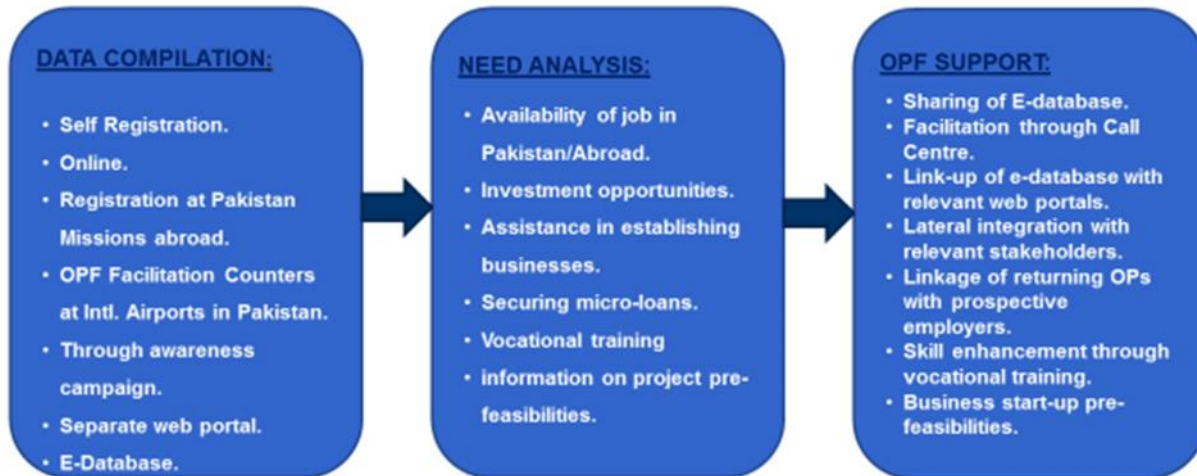 DATA COMPILATION:
• Self Registration.
• Online.
• Registration at Pakistan
Missions abroad.
• OPF Facilitation Counters
at Intl. Airports in Pakistan.
• Through awareness
campaign.
• Separate web portal.
• E-Database.
NEED ANALYSIS:
• Availability of job in
Pakistan/Abroad.
• Investment opportunities.
• Assistance in establishing
businesses.
• Securing micro-loans.
• Vocational training
• information on project pre-
feasibilities.
OPF SUPPORT:
• Sharing of E-database.
• Facilitation through Call
Centre.
• Link-up of e-database with
relevant web portals.
• Lateral integration with
relevant stakeholders.
• Linkage of returning OPs
with prospective
employers.
• Skill enhancement through
vocational training.
• Business start-up pre-
feasibilities.